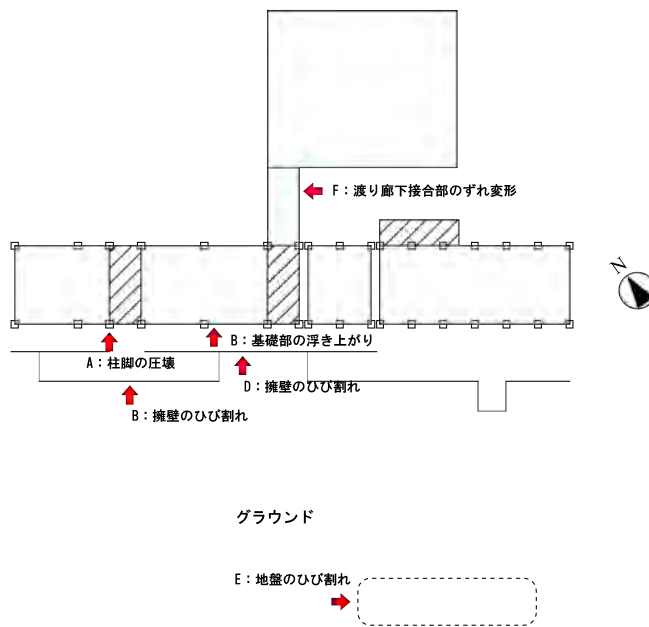 F：渡り廊下接合部のずれ変形
N
B：基礎部の浮き上がり
A：柱脚の圧壊
D：擁壁のひび割れ
B：擁壁のひび割れ
グラウンド
E：地盤のひび割れ